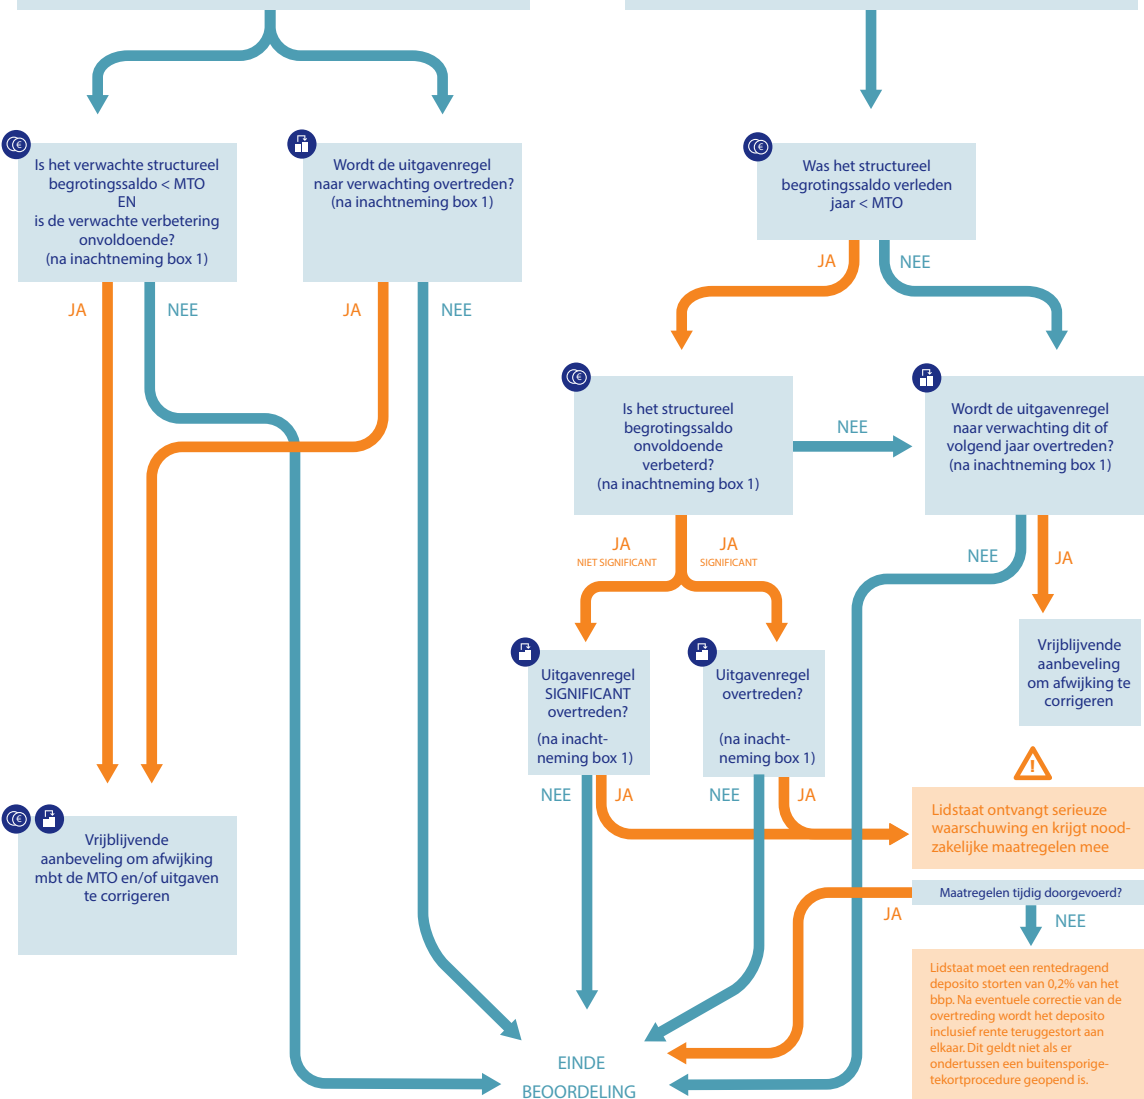 Is het verwachte structureel
begrotingssaldo < MTO
EN
is de verwachte verbetering
onvoldoende?
(na inachtneming box 1)
JA
NEE
Wordt de uitgavenregel
naar verwachting overtreden?
(na inachtneming box 1)
JA
NEE
Vrijblijvende
aanbeveling om afwijking
mbt de MTO en/of uitgaven
te corrigeren
Was het structureel
begrotingssaldo verleden
jaar < MTO
JA
NEE
Is het structureel
begrotingssaldo
onvoldoende
verbeterd?
(na inachtneming box 1)
NEE
Wordt de uitgavenregel
naar verwachting dit of
volgend jaar overtreden?
(na inachtneming box 1)
JA
NIET SIGNIFICANT
JA
SIGNIFICANT
NEE
JA
Uitgavenregel
SIGNIFICANT
overtreden?
(na inacht-
neming box 1)
NEE
JA
Uitgavenregel
overtreden?
(na inacht-
neming box 1)
NEE
JA
Vrijblijvende
aanbeveling
om afwijking te
corrigeren
!
Lidstaat ontvangt serieuze
waarschuwing en krijgt nood-
zakelijke maatregelen mee
Maatregelen tijdig doorgevoerd?
JA
NEE
Lidstaat moet een rentedragend
deposito storten van 0,2% van het
bbp. Na eventuele correctie van de
overtreding wordt het deposito
inclusief rente teruggestort aan
elkaar. Dit geldt niet als er
ondertussen een buitensporige-
tekortprocedure geopend is.
EINDE
BEOORDELING